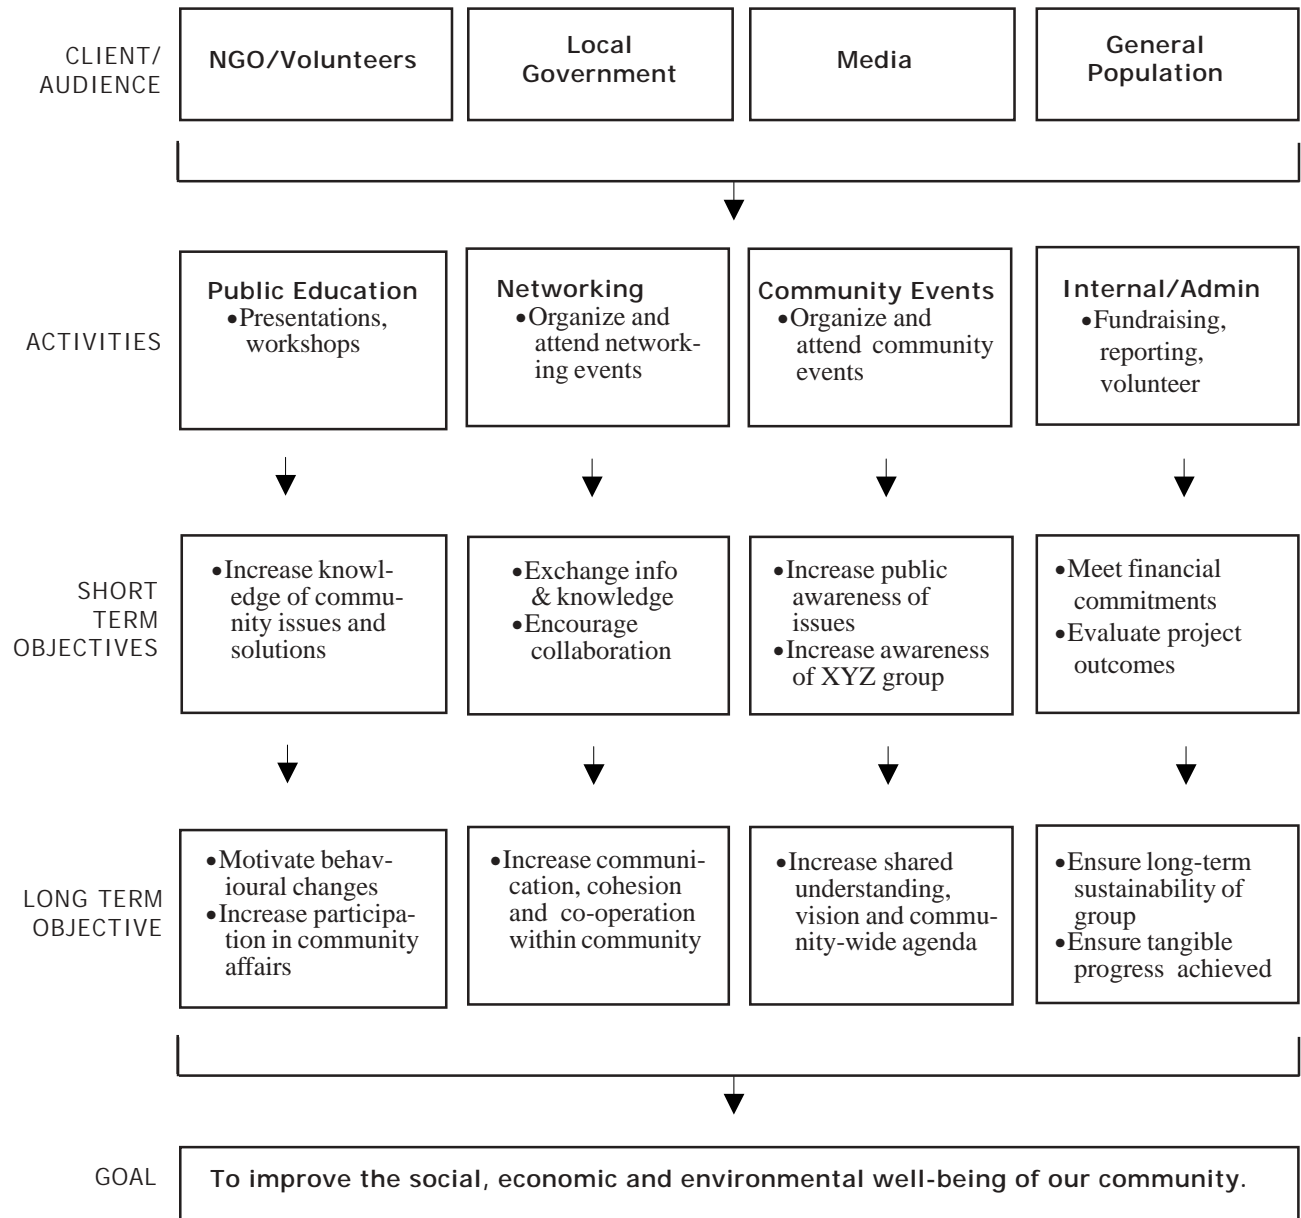 CLIENT/
AUDIENCE
NGO/Volunteers
Local
Government
Media
General
Population
ACTIVITIES
Public Education
•Presentations,
workshops
Networking
•Organize and
attend network-
ing events
Community Events
•Organize and
attend community
events
Internal/Admin
•Fundraising,
reporting,
volunteer
SHORT
TERM
OBJECTIVES
•Increase knowl-
edge of commu-
nity issues and
solutions
•Exchange info
& knowledge
•Encourage
collaboration
•Increase public
awareness of
issues
•Increase awareness
of XYZ group
•Meet financial
commitments
•Evaluate project
outcomes
LONG TERM
OBJECTIVE
•Motivate behav-
ioural changes
•Increase participa-
tion in community
affairs
•Increase communi-
cation, cohesion
and co-operation
within community
•Increase shared
understanding,
vision and commu-
nity-wide agenda
•Ensure long-term
sustainability of
group
•Ensure tangible
progress achieved
GOAL
To improve the social, economic and environmental well-being of our community.